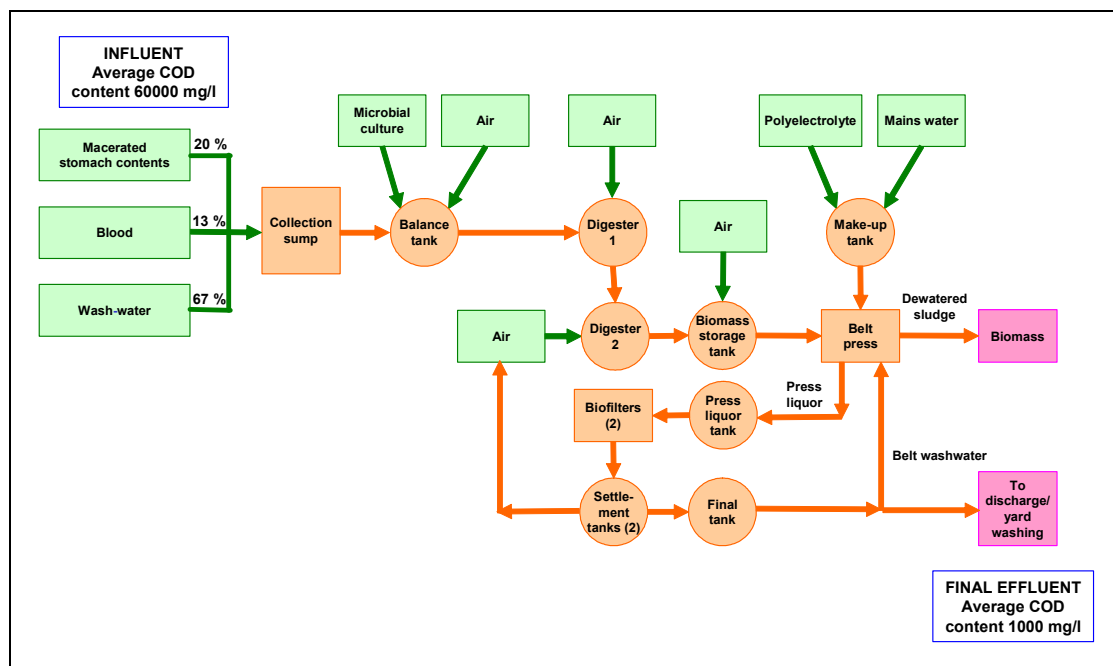 INFLUENT
Average COD
content 60000 mg/l
Macerated
stomach contents
20 %
Blood
13 %
Wash-water
67 %
Collection
sump
Microbial
culture
Air
Balance
tank
Air
Digester
1
Polyelectrolyte
Mains water
Make-up
tank
Air
Air
Digester
2
Biomass
storage
tank
Belt
press
Dewatered
sludge
Biomass
Press
liquor
Biofilters
(2)
Press
liquor
tank
Belt washwater
Settle-
ment
tanks (2)
Final
tank
To
discharge/
yard
washing
FINAL EFFLUENT
Average COD
content 1000 mg/l